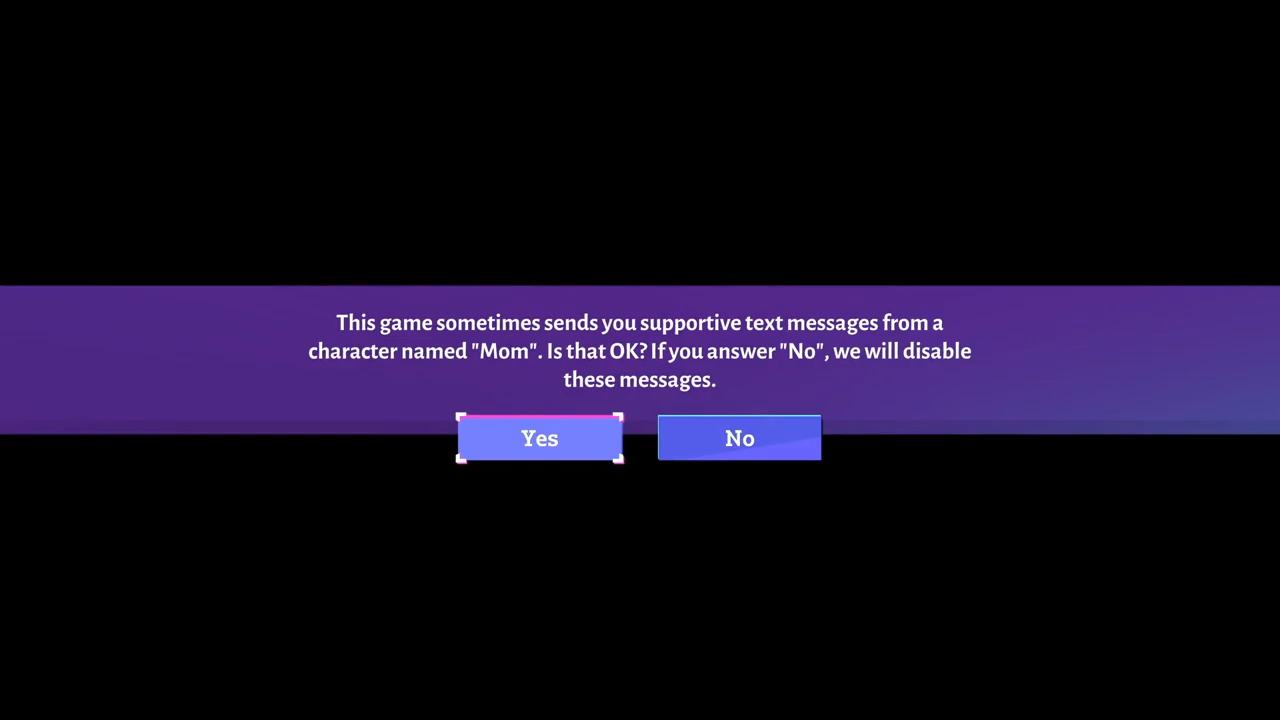 This game sometimes sends you supportive text messages from a
character named "Mom". Is that OK? If you answer "No", we will disable
these messages.
Yes
No